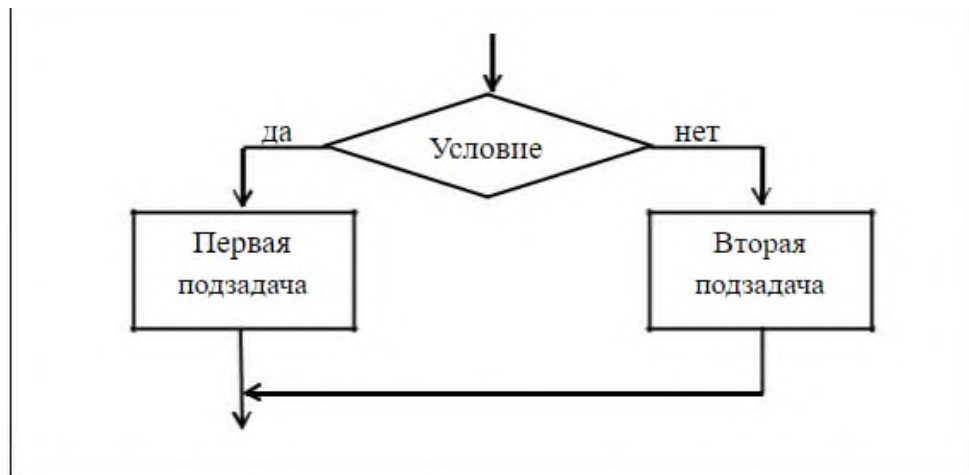 да
нет
Условие
Первая
подзадача
Вторая
подзадача